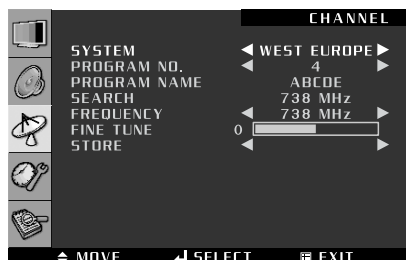 CHANNEL
SYSTEM WEST EUROPE
PROGRAM NO. 4
PROGRAM NAME ABCDE
SEARCH 738 MHz
FREQUENCY 738 MHz
FINE TUNE 0
STORE
MOVE SELECT EXIT